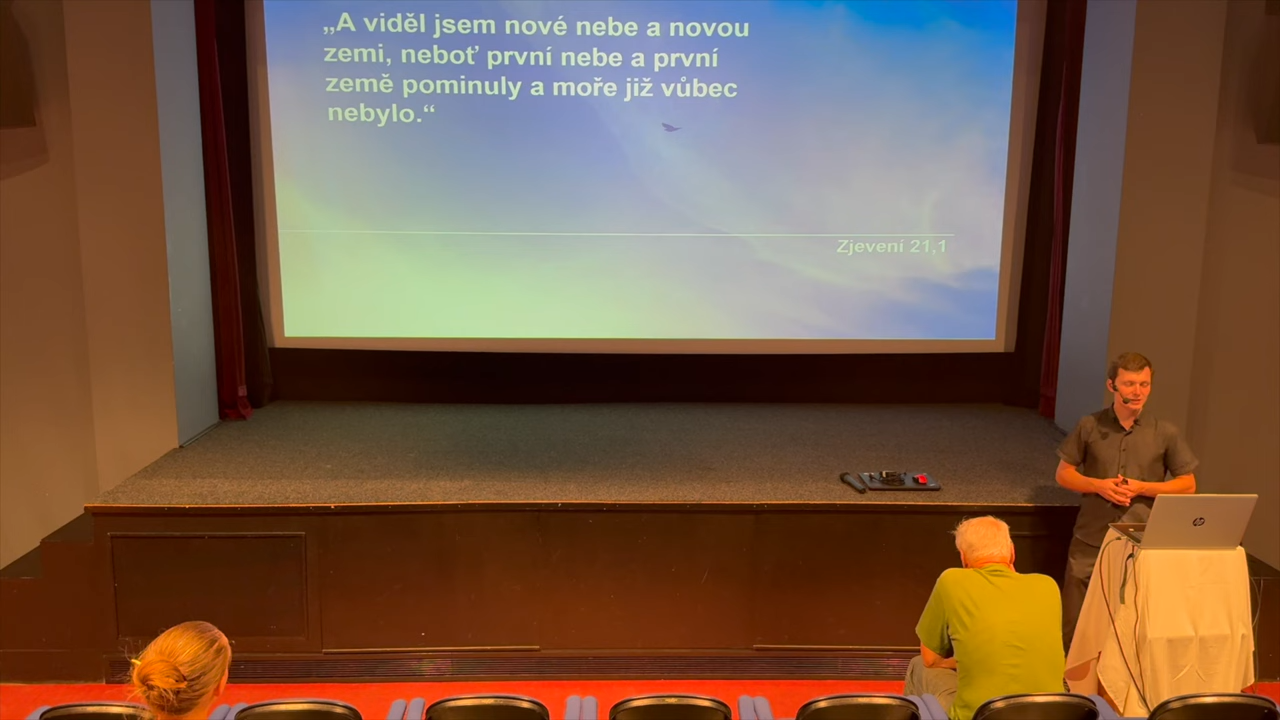 „A viděl jsem nové nebe a novou
zemi, neboť první nebe a první
země pominuly a moře již vůbec
nebylo.“
Zjevení 21,1
hp